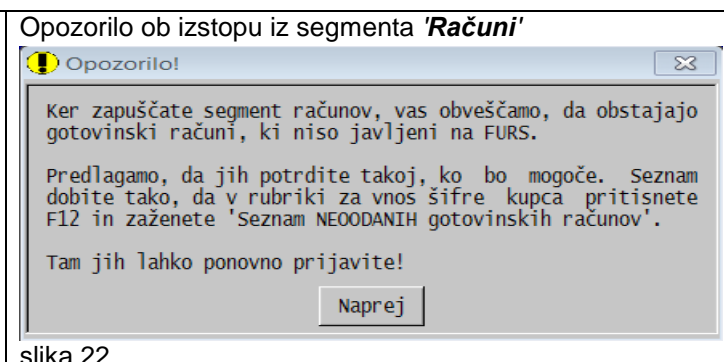 Opozorilo ob izstopu iz segmenta 'Računi'
Opozorilo!
Ker zapuščate segment računov, vas obveščamo, da obstajajo
gotovinski računi, ki niso javljeni na FURS.
Predlagamo, da jih potrdite takoj, ko bo mogoče. Seznam
dobite tako, da v rubriki za vnos šifre kupca pritisnete
F12 in zaženete 'Seznam NEOODANIH gotovinskih računov'.
Tam jih lahko ponovno prijavite!
Naprej
slika 22